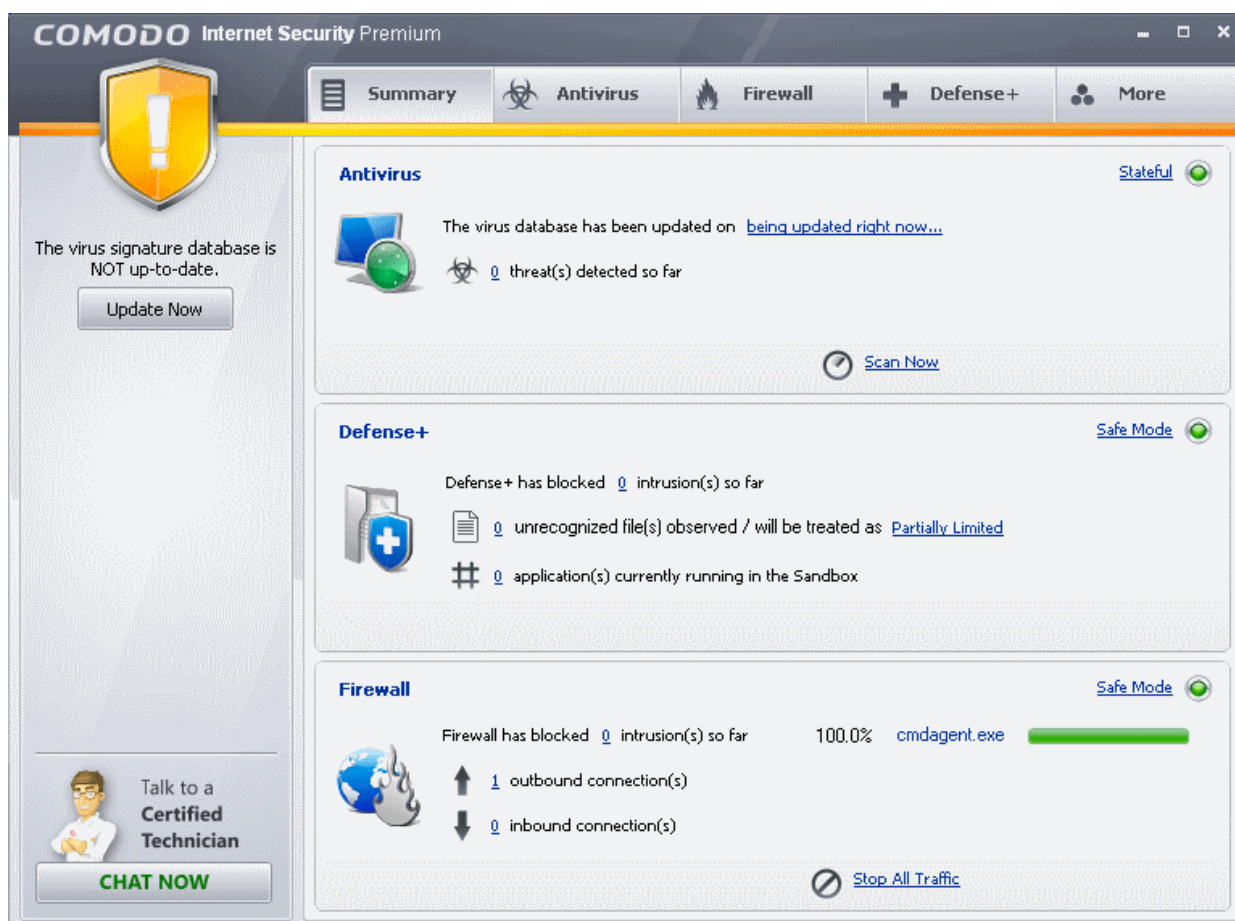 COMODO Internet Security Premium
Summary
Antivirus
Firewall
Defense+
More
The virus signature database is
NOT up-to-date.
Update Now
Talk to a
Certified
Technician
CHAT NOW
Antivirus
Stateful
The virus database has been updated on being updated right now...
0 threat(s) detected so far
Scan Now
Defense+
Safe Mode
Defense+ has blocked 0 intrusion(s) so far
0 unrecognized file(s) observed / will be treated as Partially Limited
0 application(s) currently running in the Sandbox
Firewall
Safe Mode
Firewall has blocked 0 intrusion(s) so far
100.0% cmdagent.exe
1 outbound connection(s)
0 inbound connection(s)
Stop All Traffic